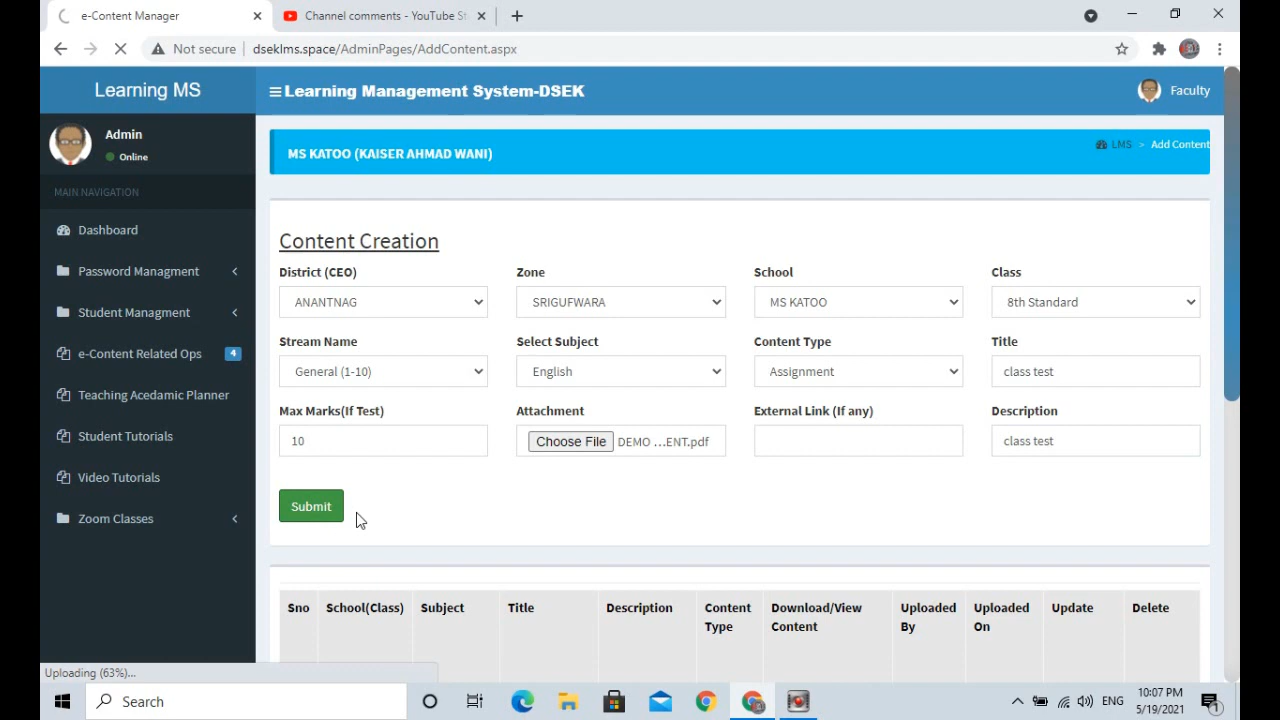 e-Content Manager
Channel comments - YouTube St
Not secure | dseklms.space/AdminPages/AddContent.aspx
Learning MS
Learning Management System-DSEK
Faculty
Admin
Online
MS KATOO (KAISER AHMAD WANI)
LMS > Add Content
MAIN NAVIGATION
Dashboard
Password Managment
Student Managment
e-Content Related Ops 4
Teaching Acedamic Planner
Student Tutorials
Video Tutorials
Zoom Classes
Content Creation
District (CEO) Zone School Class
ANANTNAG SRIGUFWARA MS KATOO 8th Standard
Stream Name Select Subject Content Type Title
General (1-10) English Assignment class test
Max Marks(If Test) Attachment External Link (If any) Description
10 Choose File DEMO ...ENT.pdf class test
Submit
Sno School(Class) Subject Title Description Content Download/View Uploaded Uploaded Update Delete
Type Content By On
Uploading (63%)...
Search
ENG
10:07 PM
5/19/2021
1